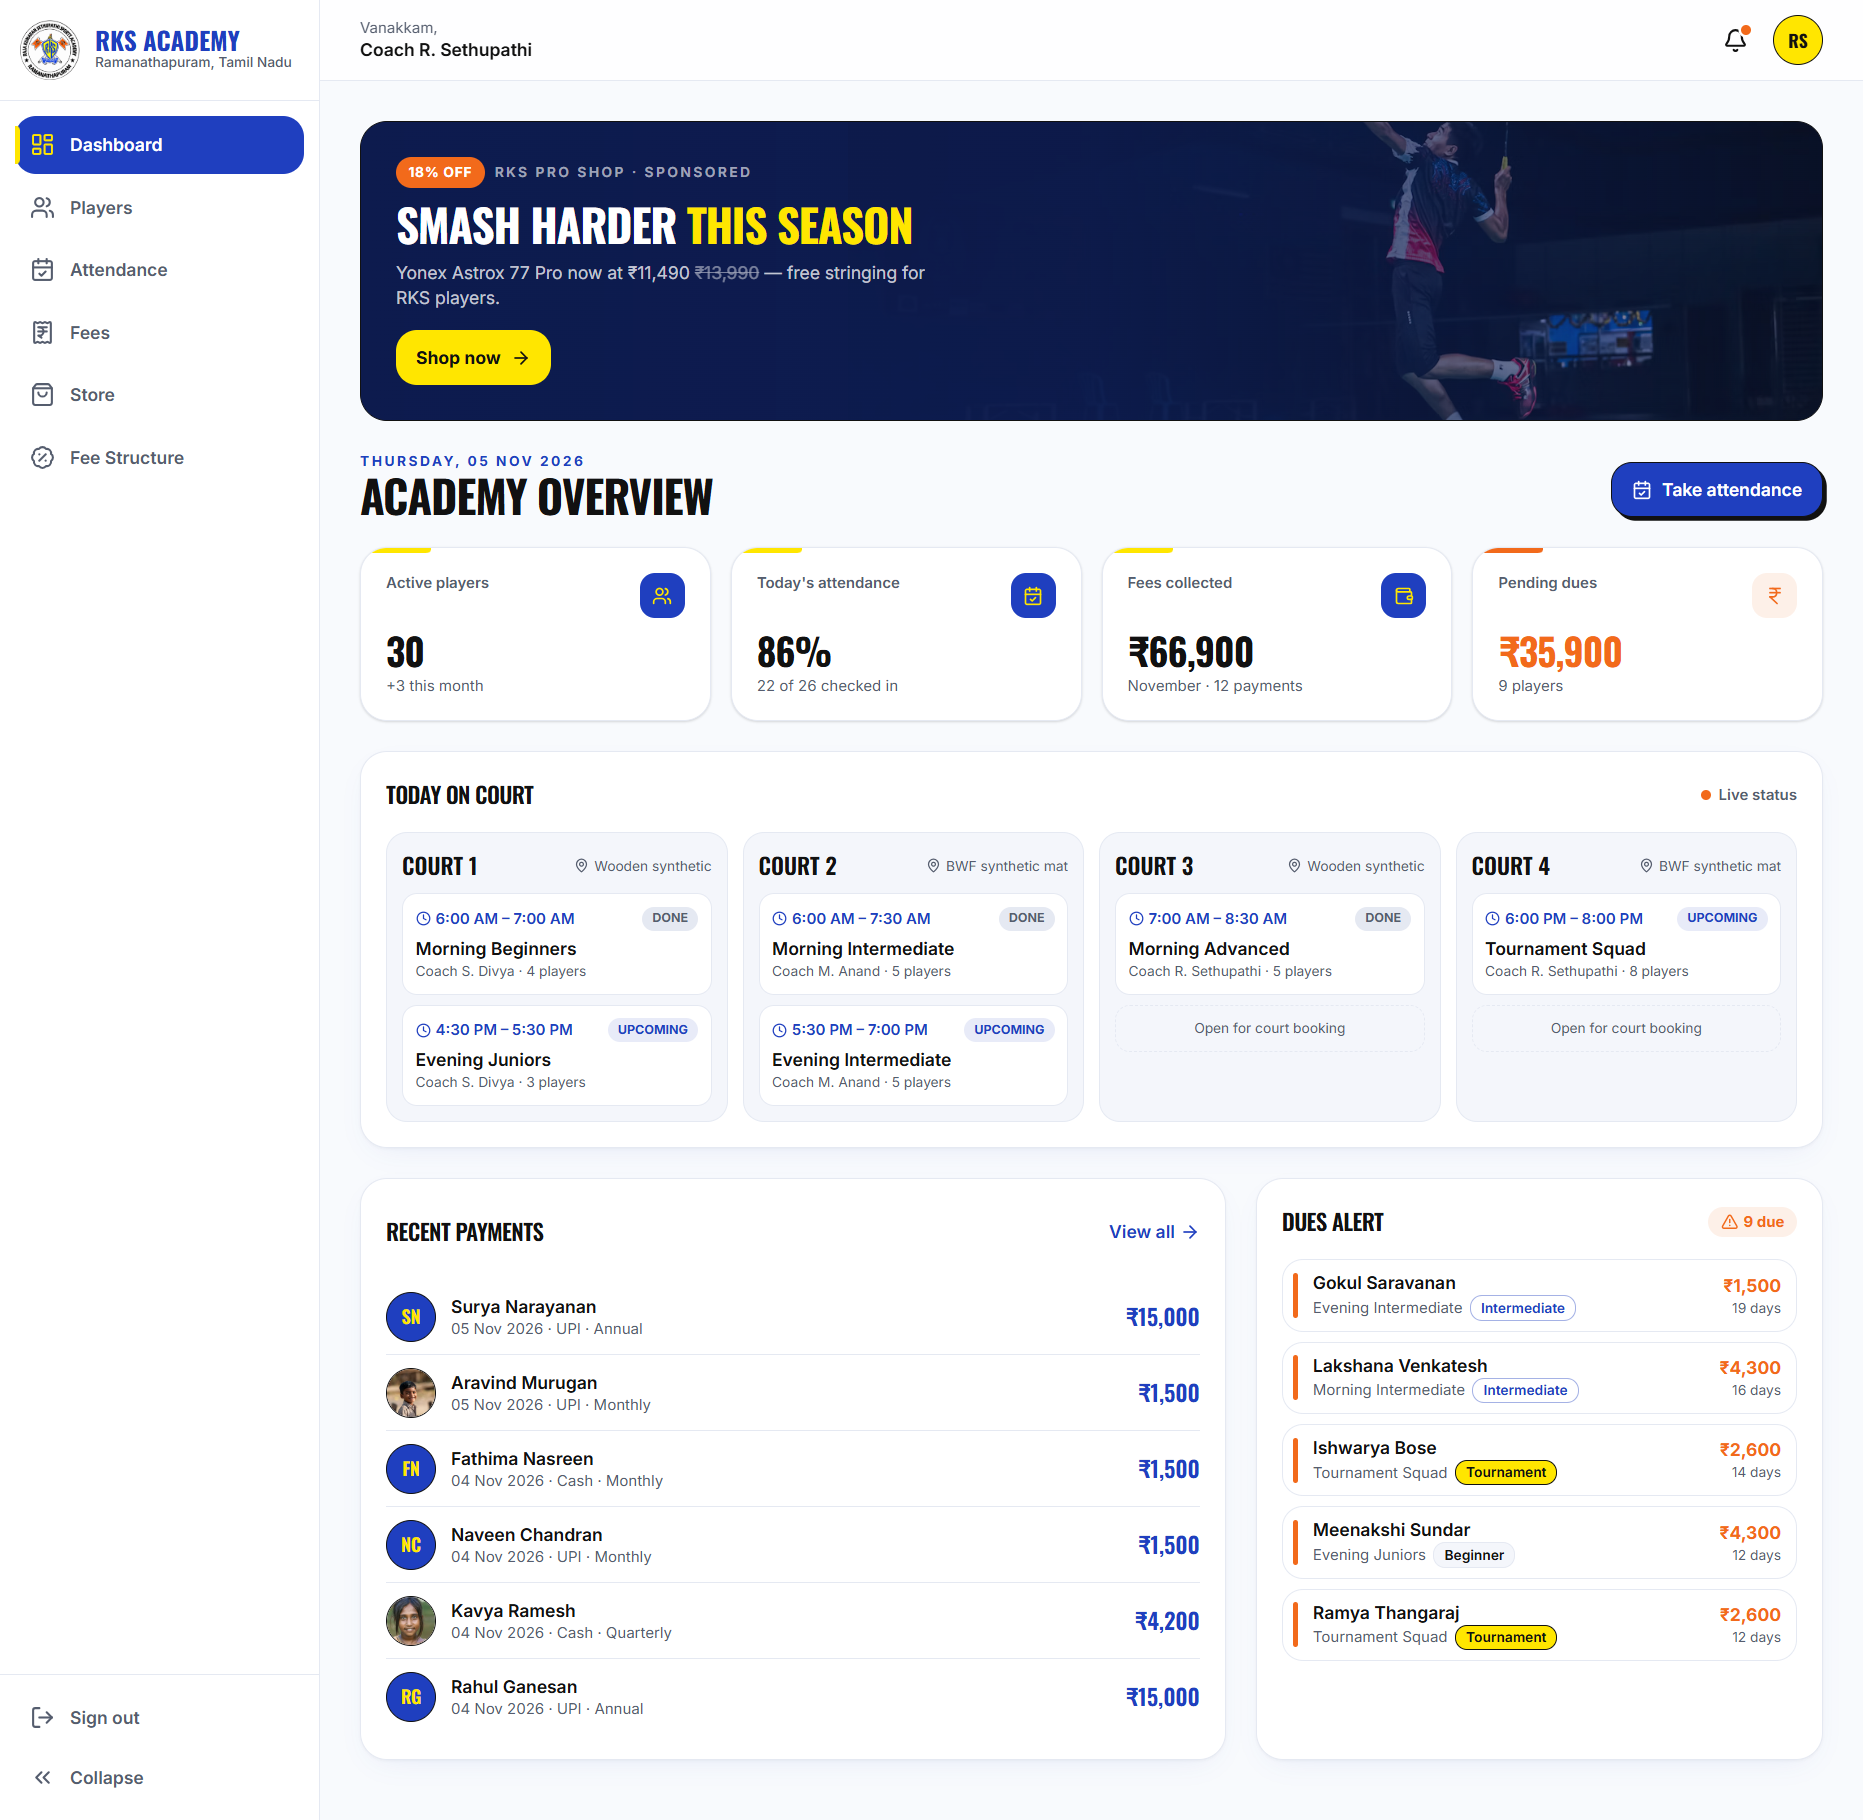 RKS ACADEMY
Ramanathapuram, Tamil Nadu
Dashboard
Players
Attendance
Fees
Store
Fee Structure
Sign out
Collapse
Vanakkam,
Coach R. Sethupathi
RS
18% OFF RKS PRO SHOP · SPONSORED
SMASH HARDER THIS SEASON
Yonex Astrox 77 Pro now at ₹11,490 ₹13,990 — free stringing for
RKS players.
Shop now
THURSDAY, 05 NOV 2026
ACADEMY OVERVIEW
Take attendance
Active players
30
+3 this month
Today's attendance
86%
22 of 26 checked in
Fees collected
₹66,900
November · 12 payments
Pending dues
₹
₹35,900
9 players
TODAY ON COURT
Live status
COURT 1 Wooden synthetic
6:00 AM – 7:00 AM DONE
Morning Beginners
Coach S. Divya · 4 players
4:30 PM – 5:30 PM UPCOMING
Evening Juniors
Coach S. Divya · 3 players
COURT 2 BWF synthetic mat
6:00 AM – 7:30 AM DONE
Morning Intermediate
Coach M. Anand · 5 players
5:30 PM – 7:00 PM UPCOMING
Evening Intermediate
Coach M. Anand · 5 players
COURT 3 Wooden synthetic
7:00 AM – 8:30 AM DONE
Morning Advanced
Coach R. Sethupathi · 5 players
Open for court booking
COURT 4 BWF synthetic mat
6:00 PM – 8:00 PM UPCOMING
Tournament Squad
Coach R. Sethupathi · 8 players
Open for court booking
RECENT PAYMENTS
View all
SN
Surya Narayanan
05 Nov 2026 · UPI · Annual
₹15,000
Aravind Murugan
05 Nov 2026 · UPI · Monthly
₹1,500
FN
Fathima Nasreen
04 Nov 2026 · Cash · Monthly
₹1,500
NC
Naveen Chandran
04 Nov 2026 · UPI · Monthly
₹1,500
Kavya Ramesh
04 Nov 2026 · Cash · Quarterly
₹4,200
RG
Rahul Ganesan
04 Nov 2026 · UPI · Annual
₹15,000
DUES ALERT
9 due
Gokul Saravanan
Evening Intermediate Intermediate
₹1,500
19 days
Lakshana Venkatesh
Morning Intermediate Intermediate
₹4,300
16 days
Ishwarya Bose
Tournament Squad Tournament
₹2,600
14 days
Meenakshi Sundar
Evening Juniors Beginner
₹4,300
12 days
Ramya Thangaraj
Tournament Squad Tournament
₹2,600
12 days